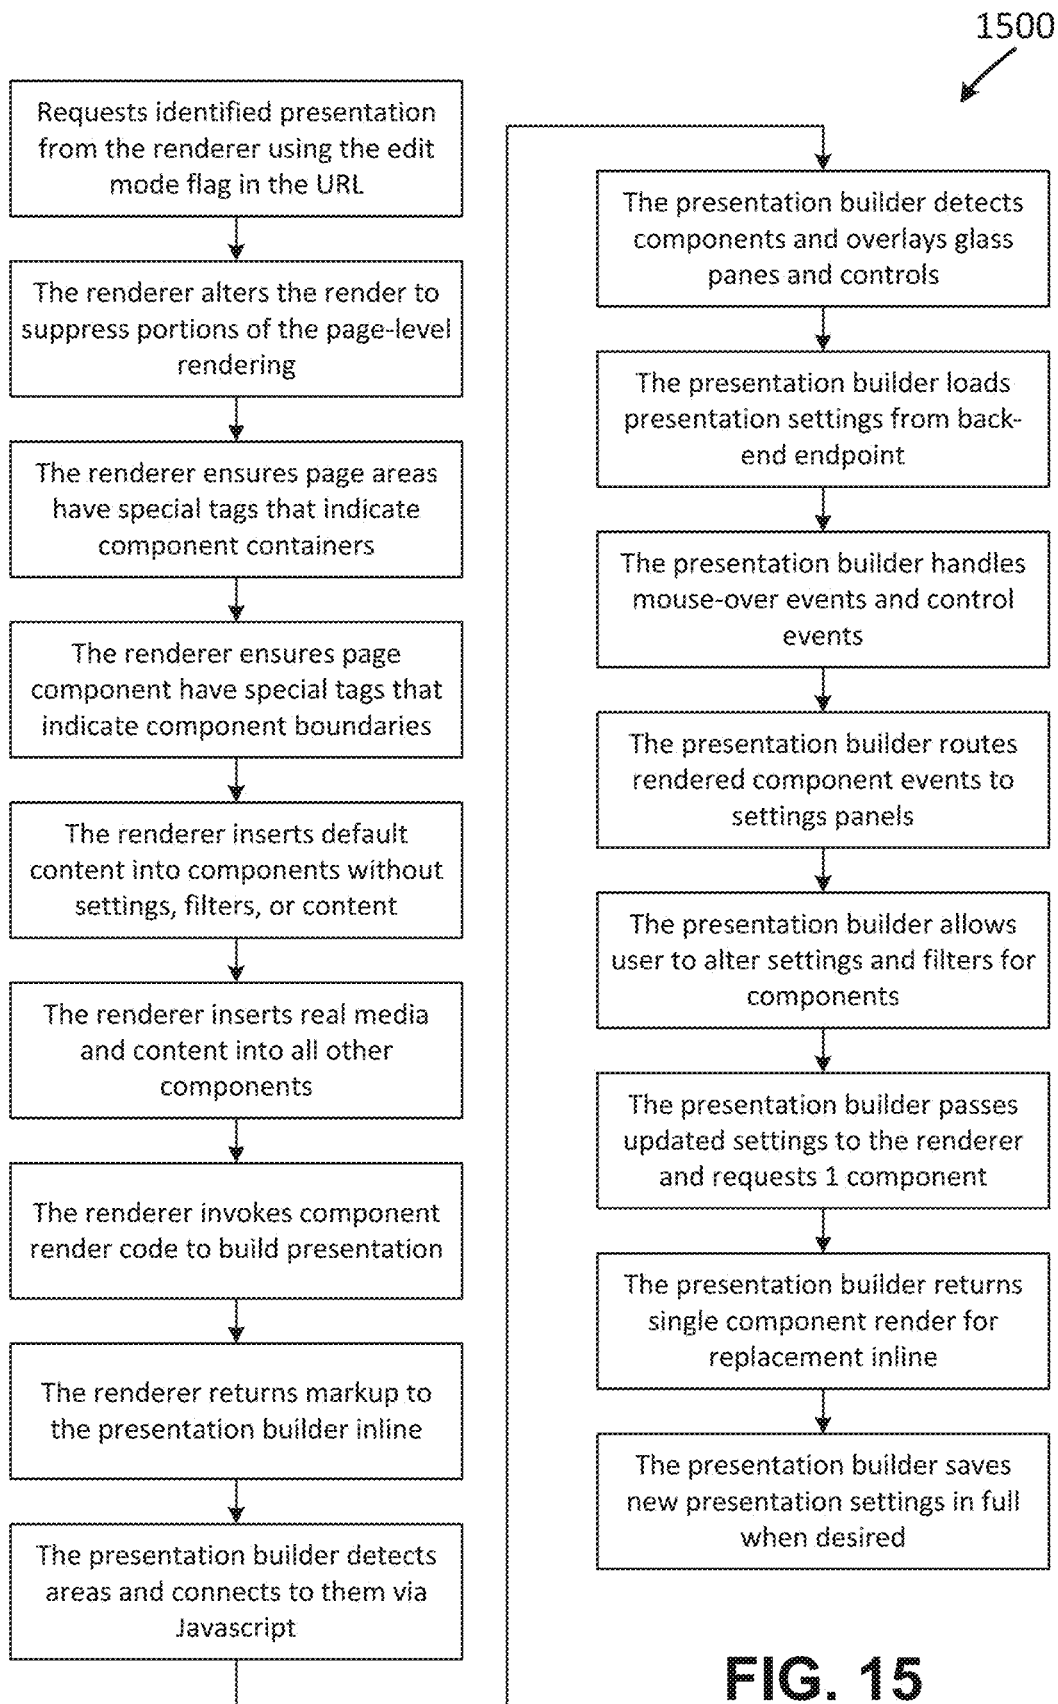 1500
Requests identified presentation
from the renderer using the edit
mode flag in the URL
The renderer alters the render to
suppress portions of the page-level
rendering
The renderer ensures page areas
have special tags that indicate
component containers
The renderer ensures page
component have special tags that
indicate component boundaries
The renderer inserts default
content into components without
settings, filters, or content
The renderer inserts real media
and content into all other
components
The renderer invokes component
render code to build presentation
The renderer returns markup to
the presentation builder inline
The presentation builder detects
areas and connects to them via
Javascript
The presentation builder detects
components and overlays glass
panes and controls
The presentation builder loads
presentation settings from back-
end endpoint
The presentation builder handles
mouse-over events and control
events
The presentation builder routes
rendered component events to
settings panels
The presentation builder allows
user to alter settings and filters for
components
The presentation builder passes
updated settings to the renderer
and requests 1 component
The presentation builder returns
single component render for
replacement inline
The presentation builder saves
new presentation settings in full
when desired
FIG. 15